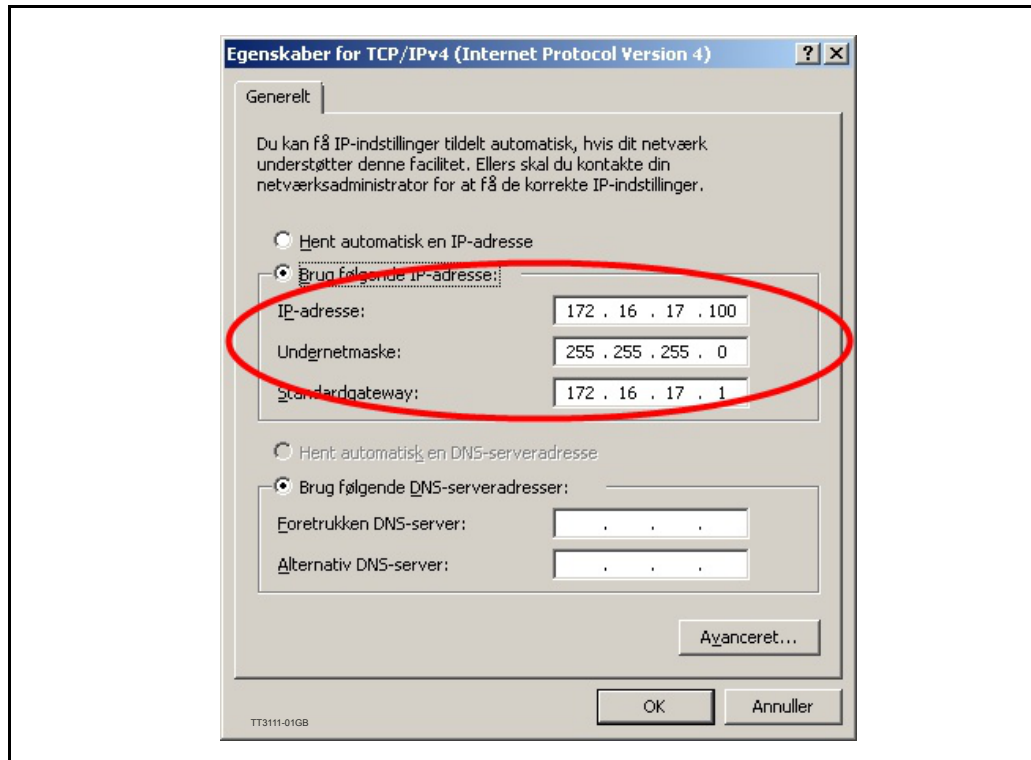 Egenskaber for TCP/IPv4 (Internet Protocol Version 4)
Generelt
Du kan få IP-indstillinger tildelt automatisk, hvis dit netværk
understøtter denne facilitet. Ellers skal du kontakte din
netværksadministrator for at få de korrekte IP-indstillinger.
Hent automatisk en IP-adresse
Brug følgende IP-adresse:
IP-adresse: 172 . 16 . 17 . 100
Undernetmaske: 255 . 255 . 255 . 0
Standardgateway: 172 . 16 . 17 . 1
Hent automatisk en DNS-serveradresse
Brug følgende DNS-serveradresser:
Foretrukken DNS-server: . . .
Alternativ DNS-server: . . .
Avanceret...
OK Annuller
TT3111-01GB